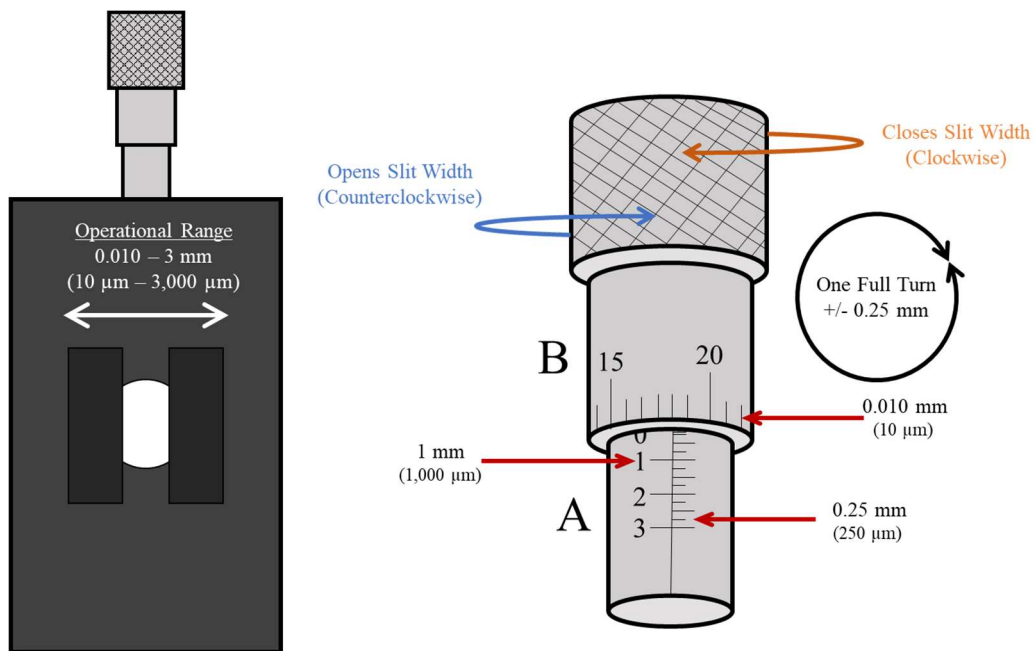 Operational Range
0.010 – 3 mm
(10 µm – 3,000 µm)
Opens Slit Width
(Counterclockwise)
Closes Slit Width
(Clockwise)
One Full Turn
+/- 0.25 mm
B
15
20
0.010 mm
(10 µm)
1 mm
(1,000 µm)
0
1
2
3
A
0.25 mm
(250 µm)